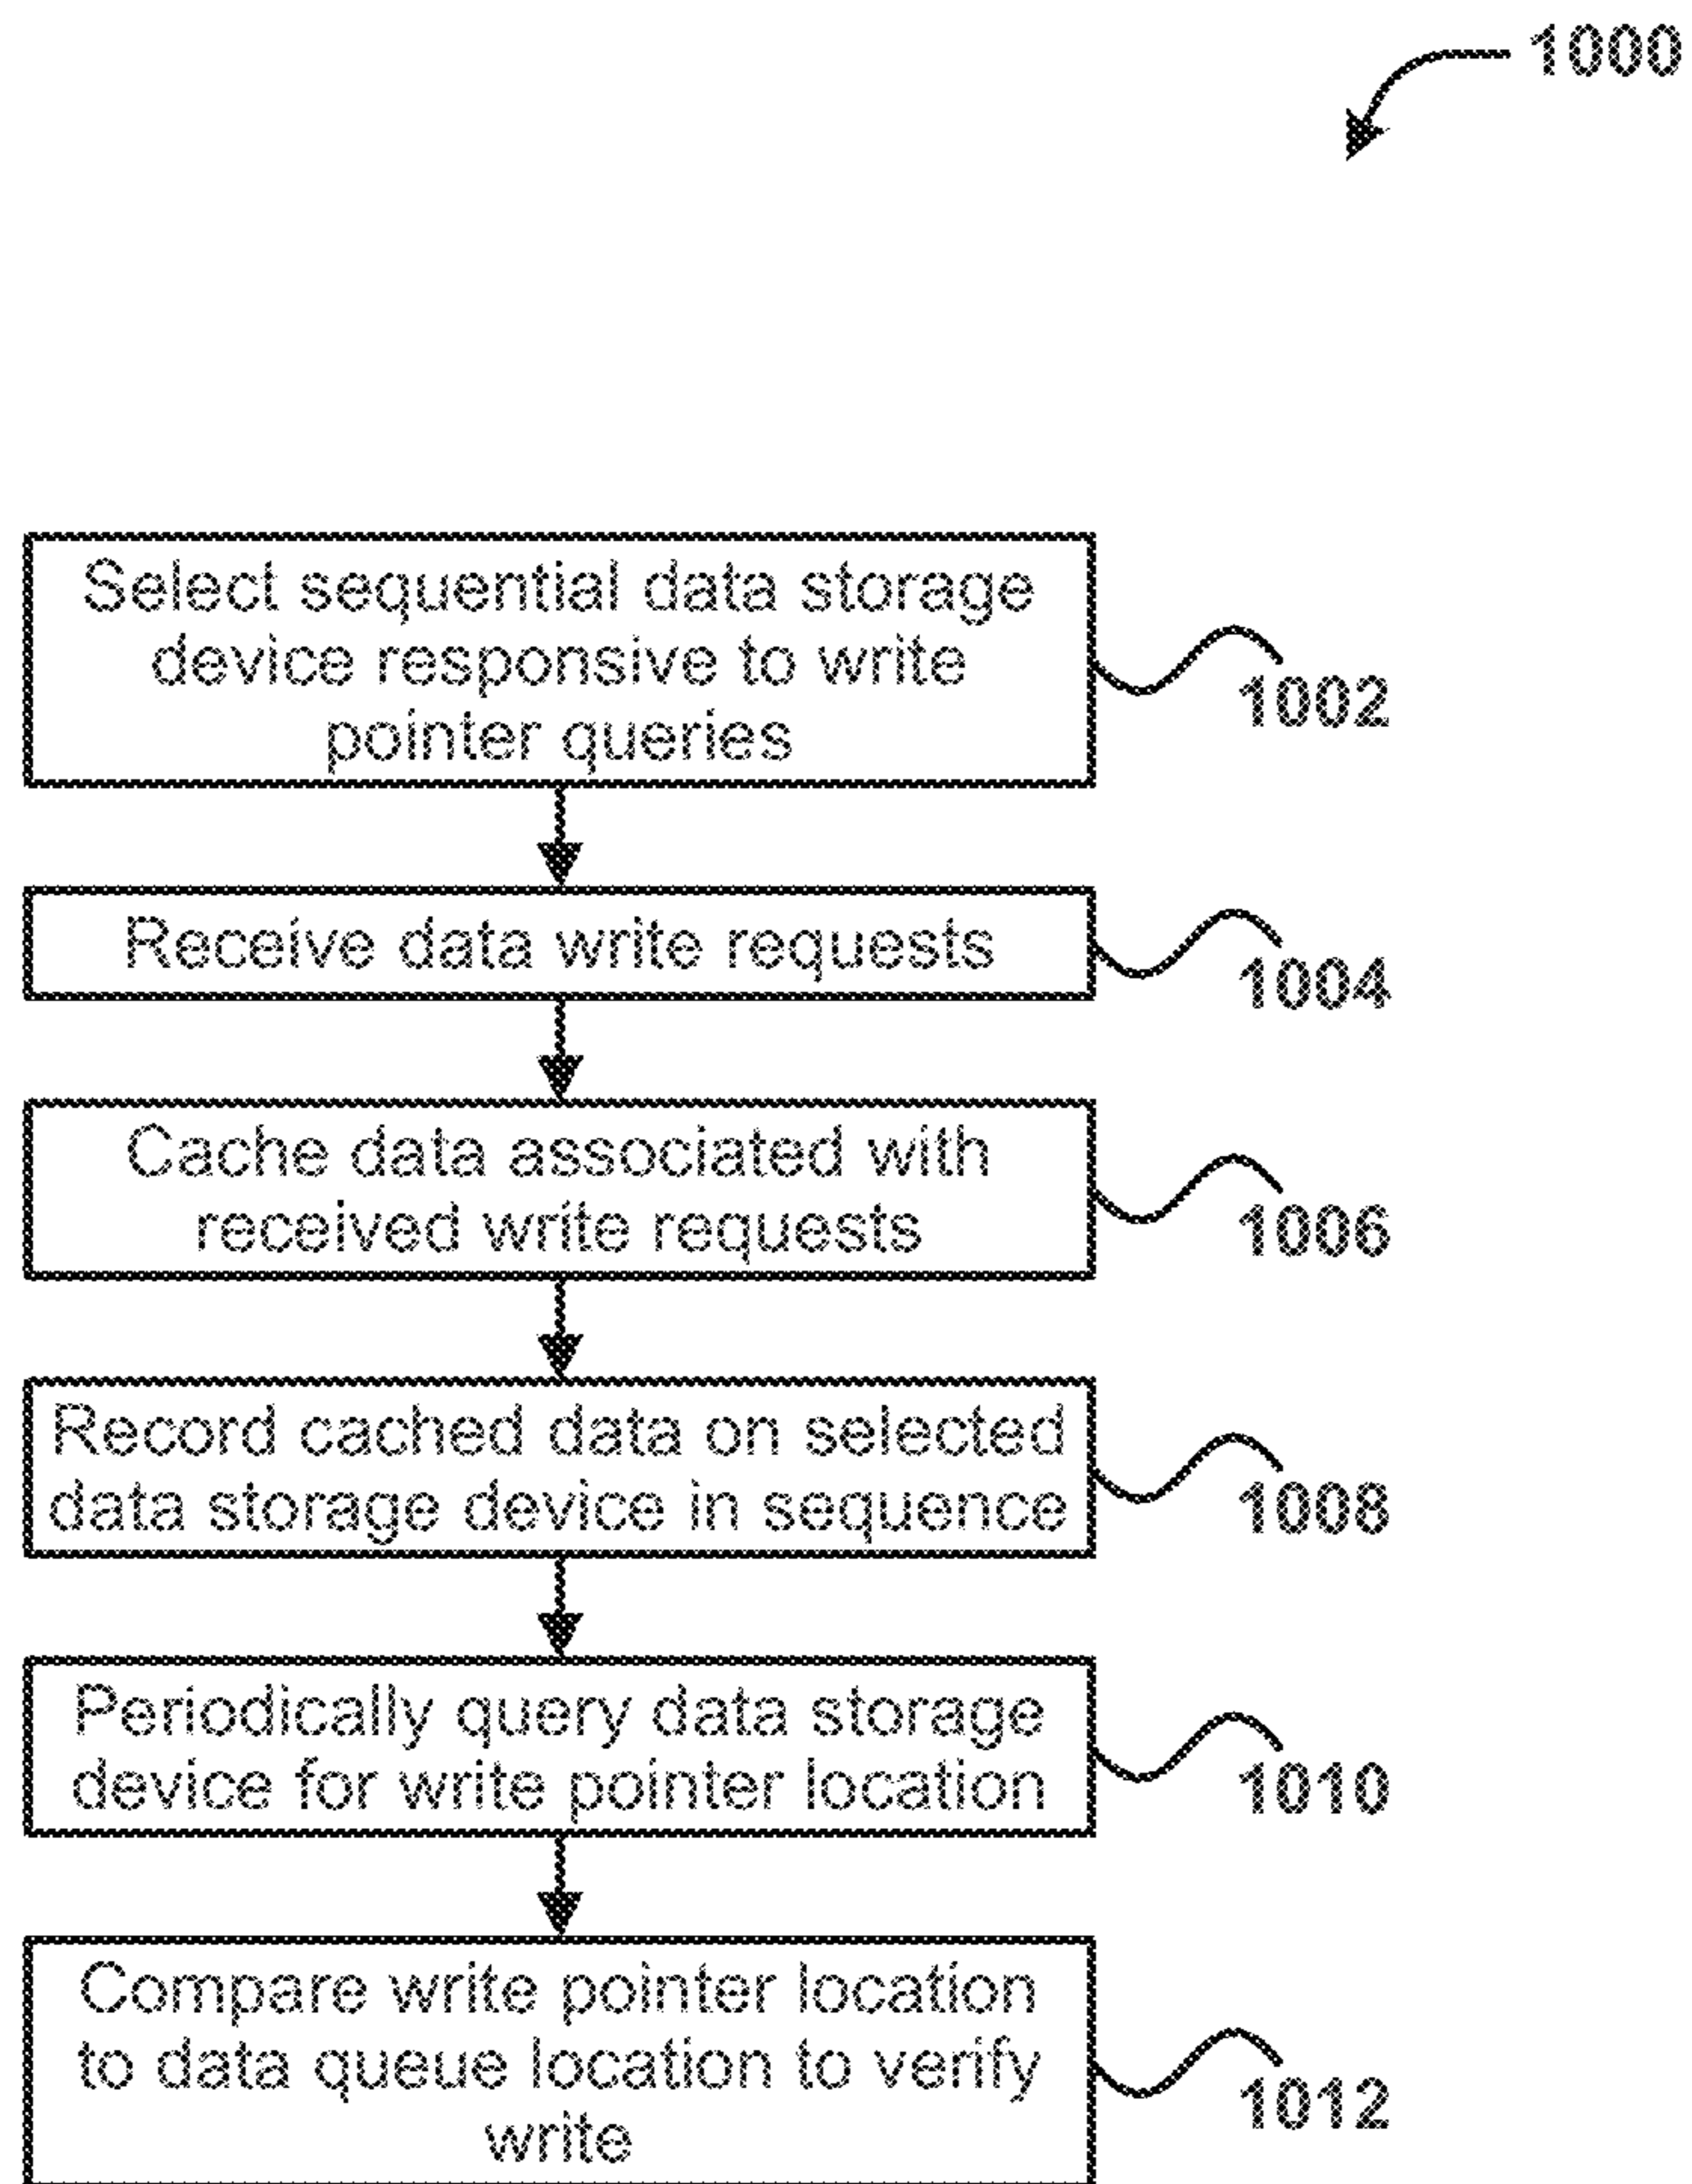 1000
Select sequential data storage
device responsive to write
pointer queries
1002
Receive data write requests
1004
Cache data associated with
received write requests
1006
Record cached data on selected
data storage device in sequence
1008
Periodically query data storage
device for write pointer location
1010
Compare write pointer location
to data queue location to verify
write
1012